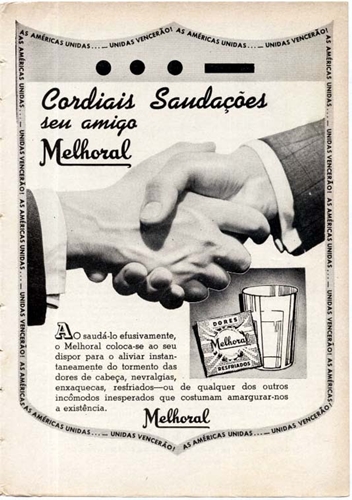 AS AMÉRICAS UNIDAS... — UNIDAS VENCERÃO!
Cordiais Saudações
seu amigo
Melhoral
DORES
Melhoral
RESFRIADOS
AO saudá-lo efusivamente,
o Melhoral coloca-se ao seu
dispor para o aliviar instan-
taneamente do tormento das
dores de cabeça, nevralgias,
enxaquecas, resfriados—ou de qualquer dos outros
incômodos inesperados que costumam amargurar-nos
a existência.
Melhoral
AS AMÉRICAS UNIDAS... — UNIDAS VENCERÃO!
AS AMÉRICAS UNIDAS... — UNIDAS VENCERÃO!